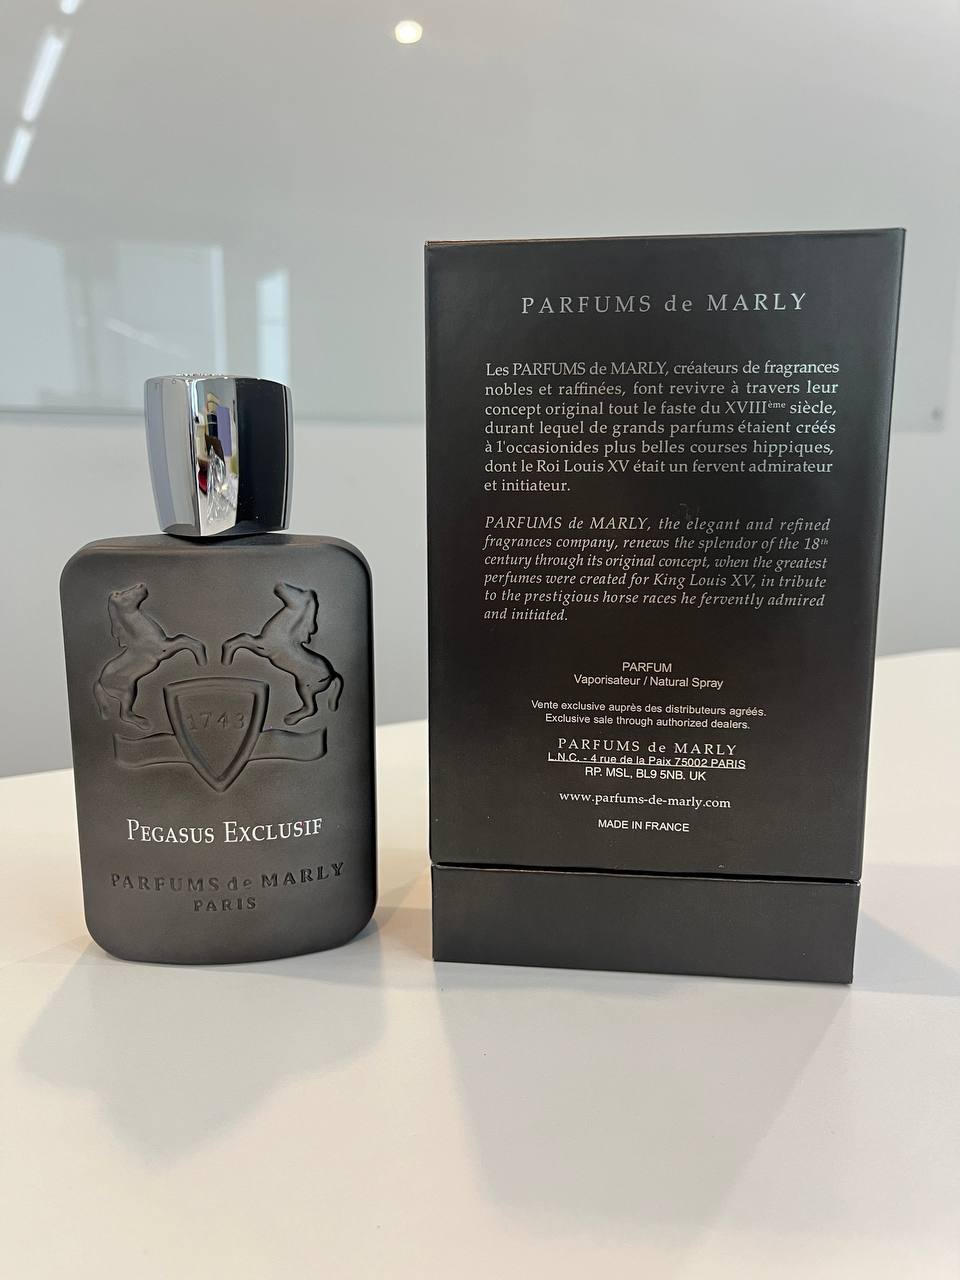 1743
PEGASUS EXCLUSIF
PARFUMS de MARLY
PARIS
PARFUMS de MARLY
Les PARFUMS de MARLY, créateurs de fragrances
nobles et raffinées, font revivre à travers leur
concept original tout le faste du XVIIIème siècle,
durant lequel de grands parfums étaient créés
à l'occasionides plus belles courses hippiques,
dont le Roi Louis XV était un fervent admirateur
et initiateur.
PARFUMS de MARLY, the elegant and refined
fragrances company, renews the splendor of the 18th
century through its original concept, when the greatest
perfumes were created for King Louis XV, in tribute
to the prestigious horse races he fervently admired
and initiated.
PARFUM
Vaporisateur / Natural Spray
Vente exclusive auprès des distributeurs agréés.
Exclusive sale through authorized dealers.
PARFUMS de MARLY
L.N.C. - 4 rue de la Paix 75002 PARIS
RP. MSL, BL9 5NB. UK
www.parfums-de-marly.com
MADE IN FRANCE